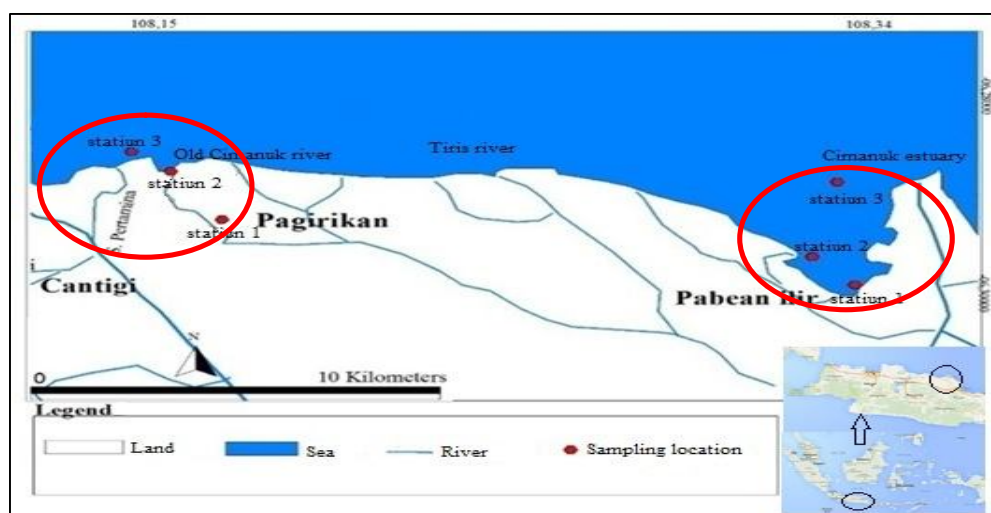 108,15
108,34
statiun 3
Old Cimanuk river
Tiris river
Cimanuk estuary
statiun 2
statiun 3
S. Pertamina
statiun 1
Pagirikan
statiun 2
i
Cantigi
Pabean Ilir
statiun 1
N
0
10 Kilometers
Legend
Land
Sea
River
Sampling location